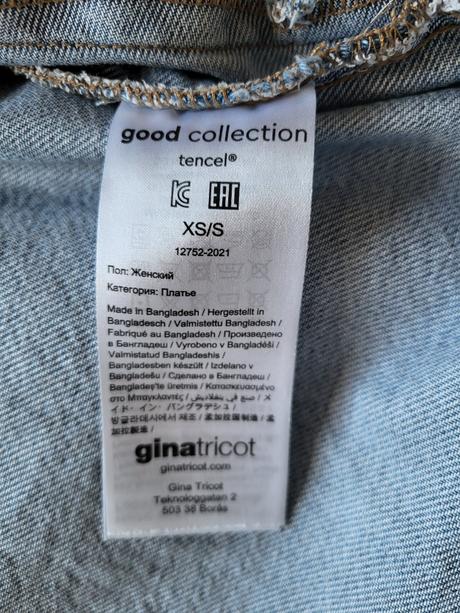 good collection
tencel®
EAC
XS/S
12752-2021
Пол: Женский
Категория: Платье
Made in Bangladesh / Hergestellt in
Bangladesch / Valmistettu Bangladesh /
Fabriqué au Bangladesh / Произведено
в Бангладеш / Vyrobeno v Bangladéši /
Valmistatud Bangladeshis /
Bangladesben készült / Izdelano v
Bangladešu / Сделано в Бангладеш /
Bangladeş'te üretmis / Κατασκευασμένο
στο Μπαγκλαντές / صنع في بنغلاديش / メ
イド・イン・バングラデシュ /
방글라데시에서 제조 / 孟加拉国制造 / 孟
加拉製造 /
ginatricot
ginatricot.com
Gina Tricot
Teknologgatan 2
503 38 Borås